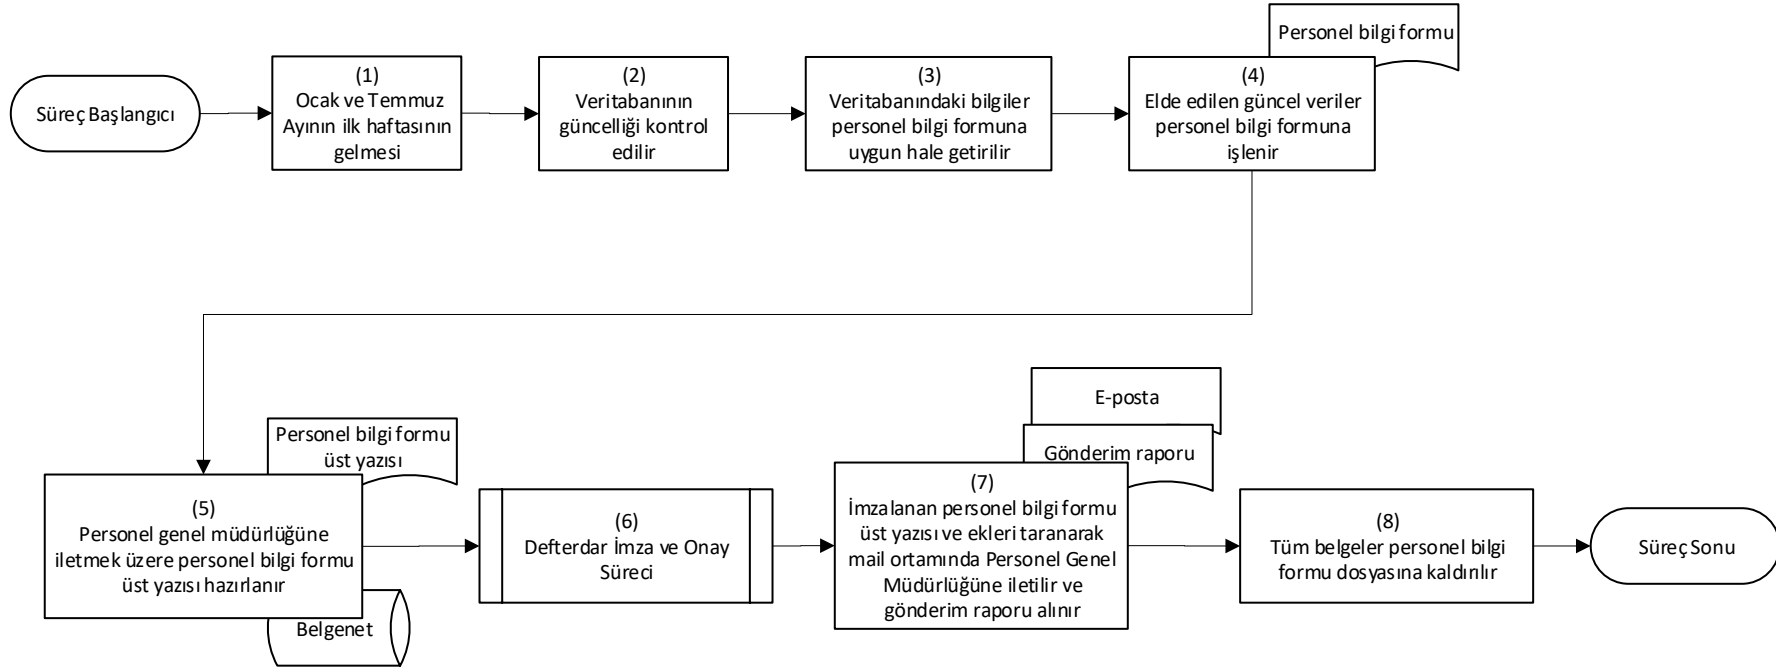 Personel bilgi formu
Süreç Başlangıcı
(1)
Ocak ve Temmuz
Ayının ilk haftasının
gelmesi
(2)
Veritabanının
güncelliği kontrol
edilir
(3)
Veritabanındaki bilgiler
personel bilgi formuna
uygun hale getirilir
(4)
Elde edilen güncel veriler
personel bilgi formuna
işlenir
Personel bilgi formu
üst yazısı
(5)
Personel genel müdürlüğüne
iletmek üzere personel bilgi formu
üst yazısı hazırlanır
Belgenet
(6)
Defterdar İmza ve Onay
Süreci
E-posta
Gönderim raporu
(7)
İmzalanan personel bilgi formu
üst yazısı ve ekleri taranarak
mail ortamında Personel Genel
Müdürlüğüne iletilir ve
gönderim raporu alınır
(8)
Tüm belgeler personel bilgi
formu dosyasına kaldırılır
Süreç Sonu